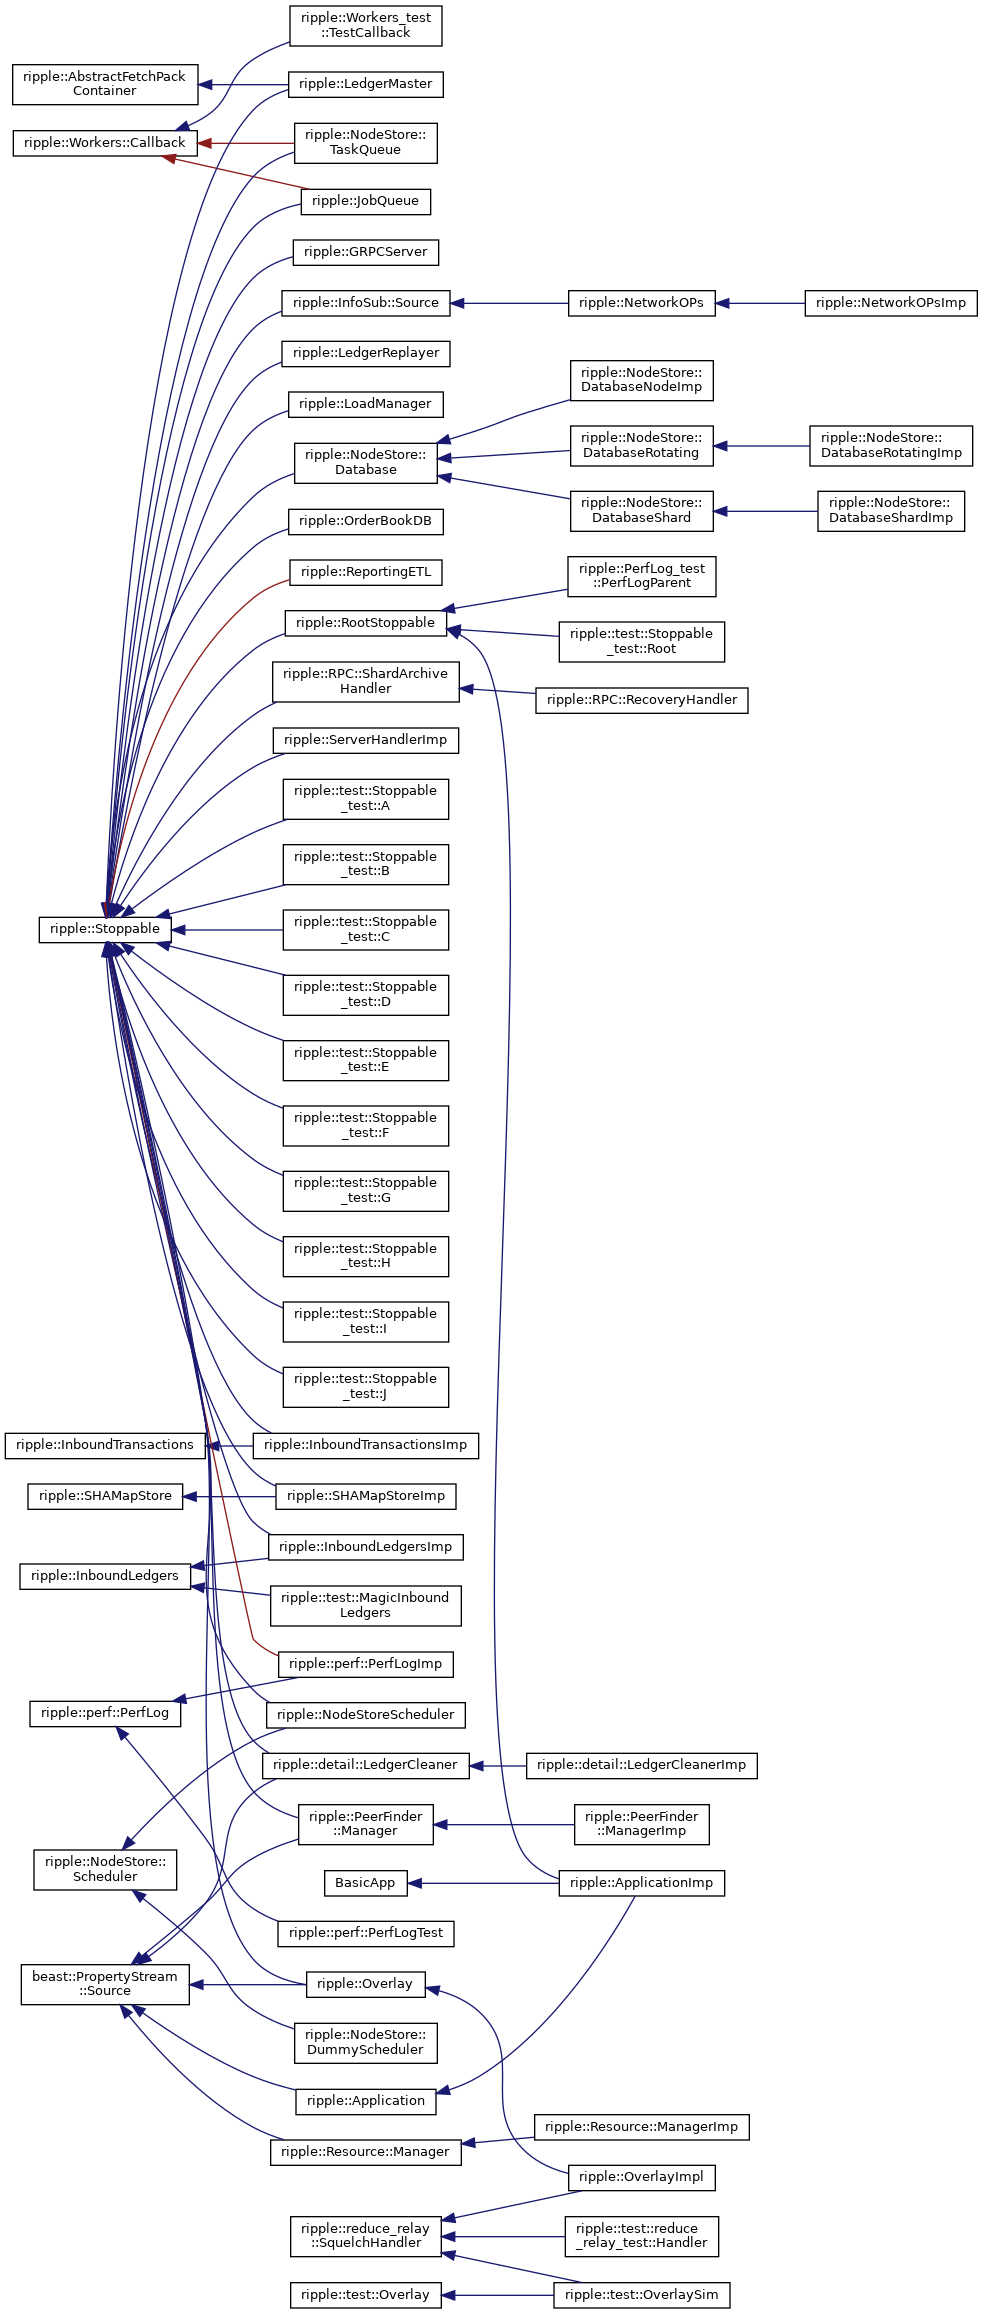 ripple::Workers_test
::TestCallback
ripple::AbstractFetchPack
Container
ripple::LedgerMaster
ripple::Workers::Callback
ripple::NodeStore::
TaskQueue
ripple::JobQueue
ripple::GRPCServer
ripple::InfoSub::Source
ripple::NetworkOPs
ripple::NetworkOPsImp
ripple::LedgerReplayer
ripple::LoadManager
ripple::NodeStore::
DatabaseNodeImp
ripple::NodeStore::
Database
ripple::NodeStore::
DatabaseRotating
ripple::NodeStore::
DatabaseRotatingImp
ripple::NodeStore::
DatabaseShard
ripple::NodeStore::
DatabaseShardImp
ripple::OrderBookDB
ripple::ReportingETL
ripple::PerfLog_test
::PerfLogParent
ripple::RootStoppable
ripple::test::Stoppable
_test::Root
ripple::RPC::ShardArchive
Handler
ripple::RPC::RecoveryHandler
ripple::ServerHandlerImp
ripple::test::Stoppable
_test::A
ripple::test::Stoppable
_test::B
ripple::Stoppable
ripple::test::Stoppable
_test::C
ripple::test::Stoppable
_test::D
ripple::test::Stoppable
_test::E
ripple::test::Stoppable
_test::F
ripple::test::Stoppable
_test::G
ripple::test::Stoppable
_test::H
ripple::test::Stoppable
_test::I
ripple::test::Stoppable
_test::J
ripple::InboundTransactions
ripple::InboundTransactionsImp
ripple::SHAMapStore
ripple::SHAMapStoreImp
ripple::InboundLedgersImp
ripple::InboundLedgers
ripple::test::MagicInbound
Ledgers
ripple::perf::PerfLogImp
ripple::perf::PerfLog
ripple::NodeStoreScheduler
ripple::detail::LedgerCleaner
ripple::detail::LedgerCleanerImp
ripple::PeerFinder
::Manager
ripple::PeerFinder
::ManagerImp
ripple::NodeStore::
Scheduler
BasicApp
ripple::ApplicationImp
ripple::perf::PerfLogTest
beast::PropertyStream
::Source
ripple::Overlay
ripple::NodeStore::
DummyScheduler
ripple::Application
ripple::Resource::ManagerImp
ripple::Resource::Manager
ripple::OverlayImpl
ripple::reduce_relay
::SquelchHandler
ripple::test::reduce
_relay_test::Handler
ripple::test::Overlay
ripple::test::OverlaySim